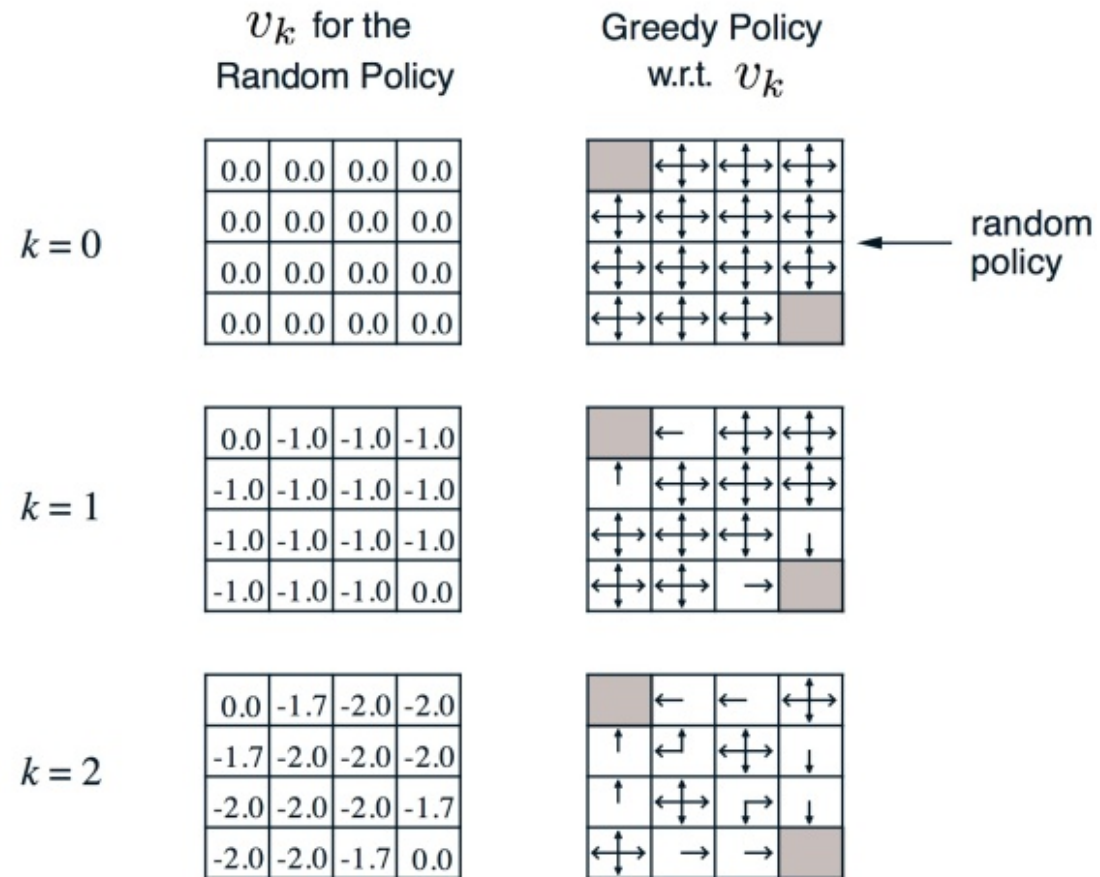 v_k for the
Random Policy
Greedy Policy
w.r.t. v_k
k = 0
0.0 0.0 0.0 0.0
0.0 0.0 0.0 0.0
0.0 0.0 0.0 0.0
0.0 0.0 0.0 0.0
random
policy
k = 1
0.0 -1.0 -1.0 -1.0
-1.0 -1.0 -1.0 -1.0
-1.0 -1.0 -1.0 -1.0
-1.0 -1.0 -1.0 0.0
k = 2
0.0 -1.7 -2.0 -2.0
-1.7 -2.0 -2.0 -2.0
-2.0 -2.0 -2.0 -1.7
-2.0 -2.0 -1.7 0.0